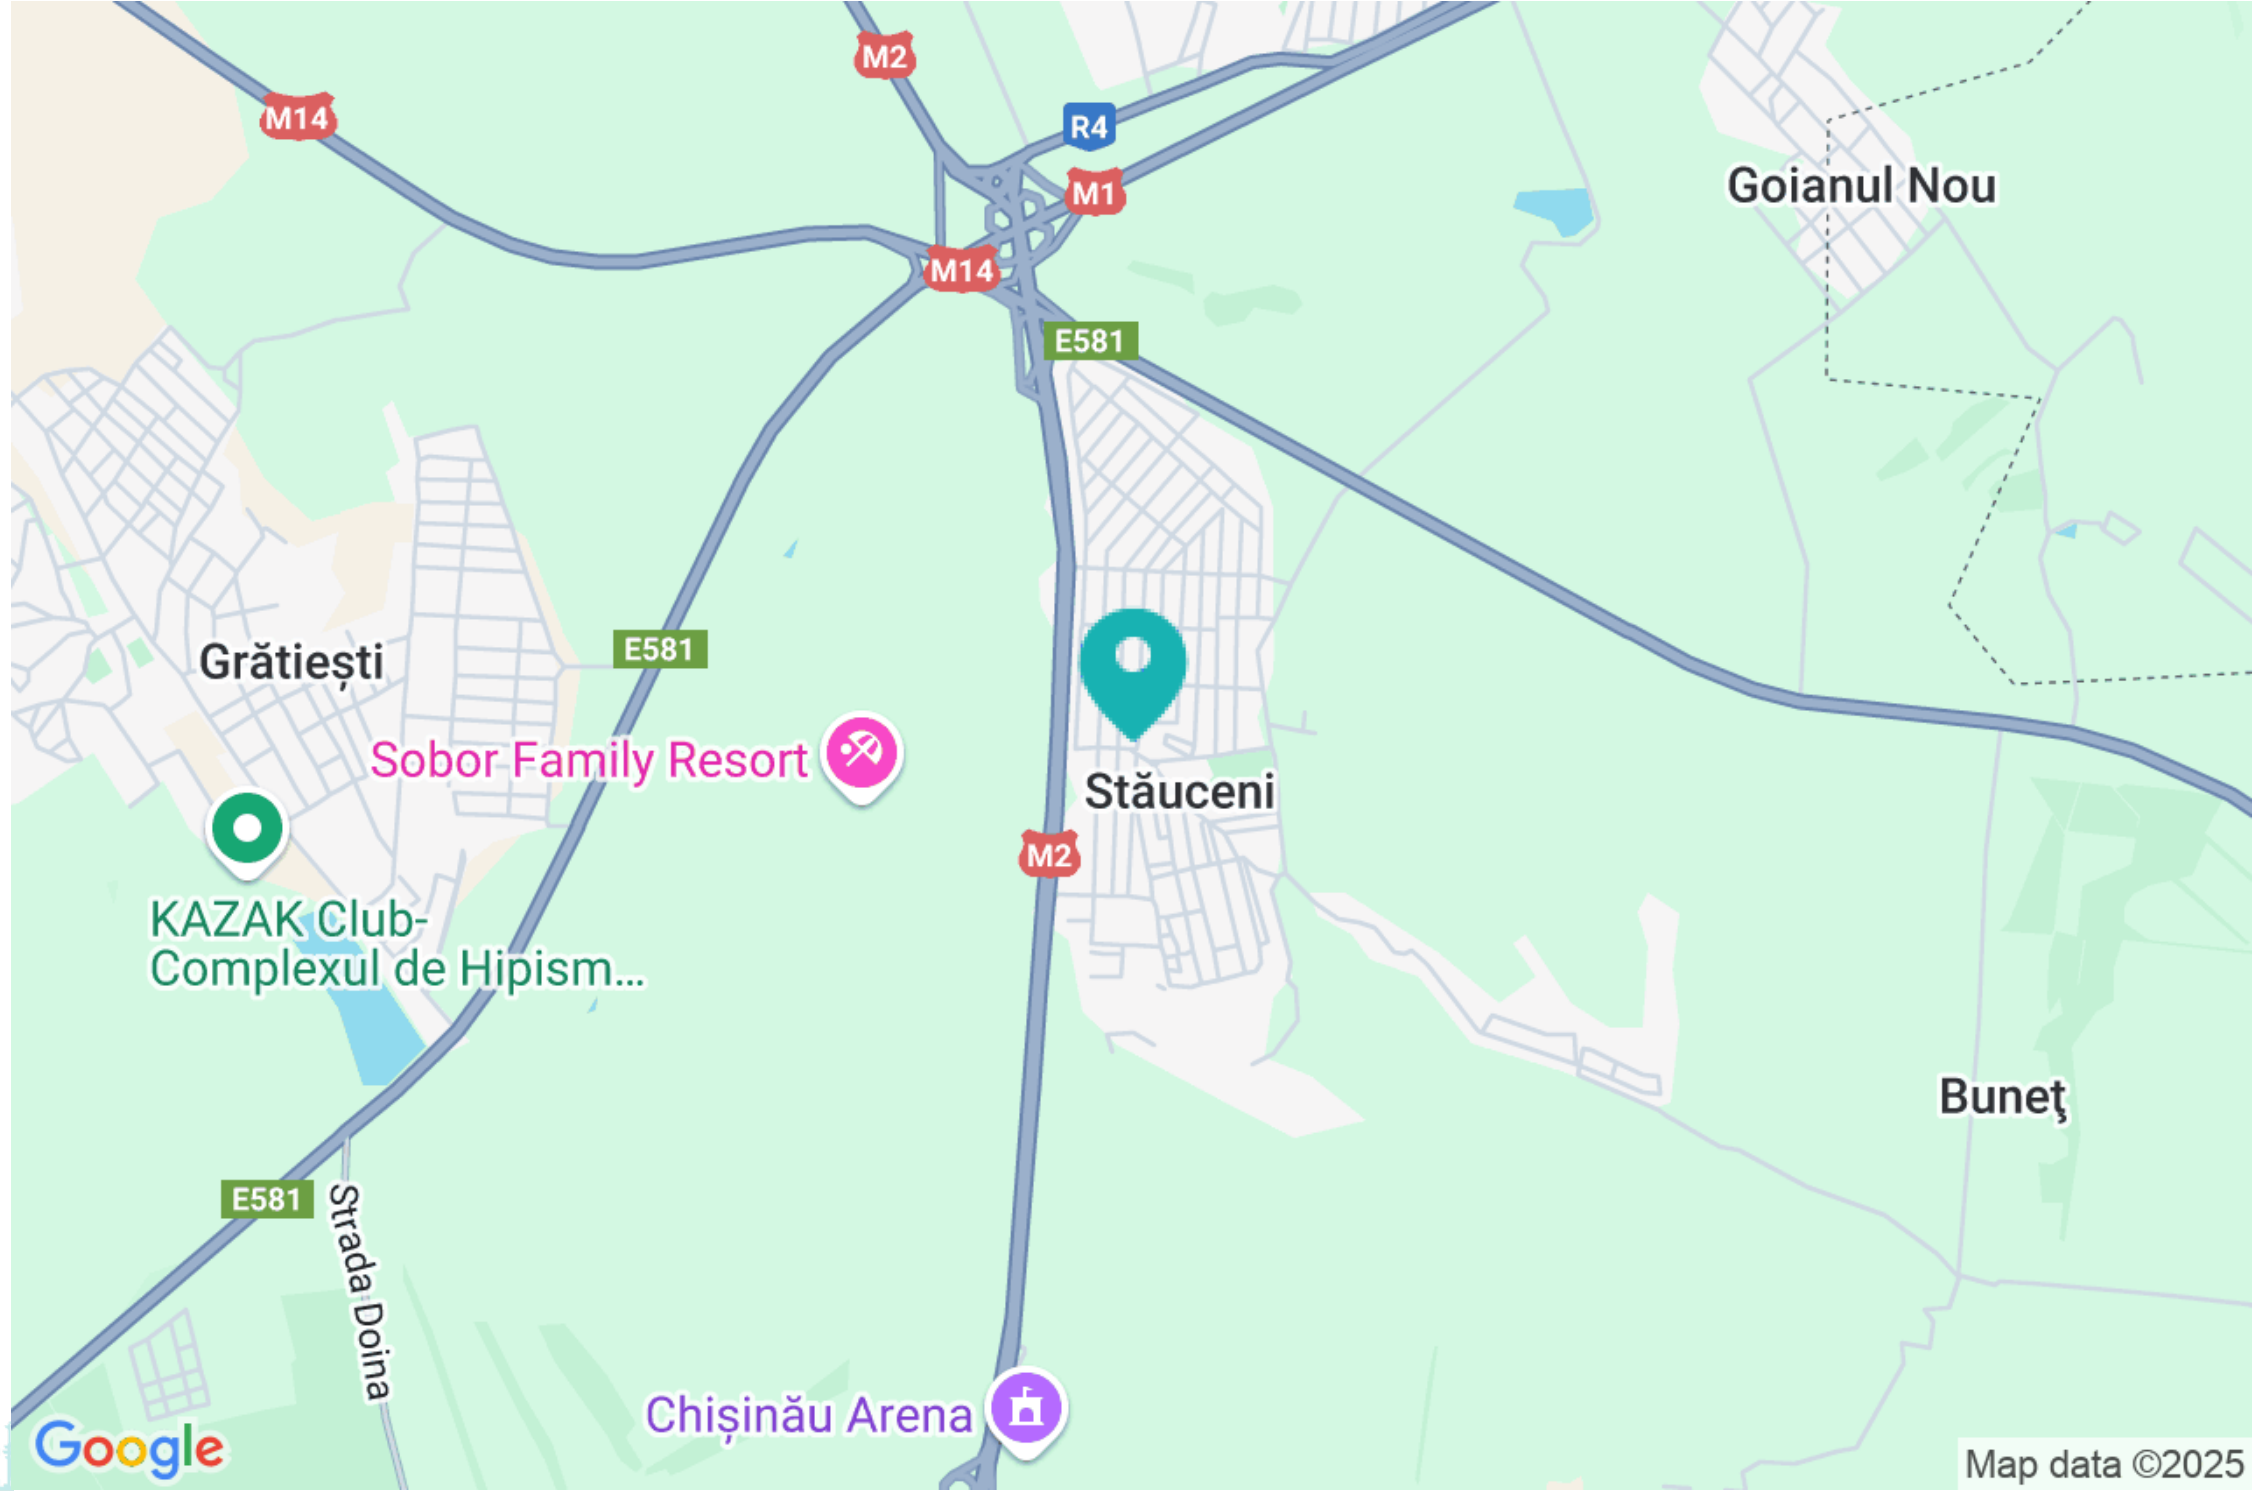 M2
M14
R4
M1
Goianul Nou
M14
E581
E581
Grătiești
Sobor Family Resort
Stăuceni
M2
KAZAK Club-
Complexul de Hipism...
Buneţ
E581
Strada Doina
Chișinău Arena
Google
Map data ©2025